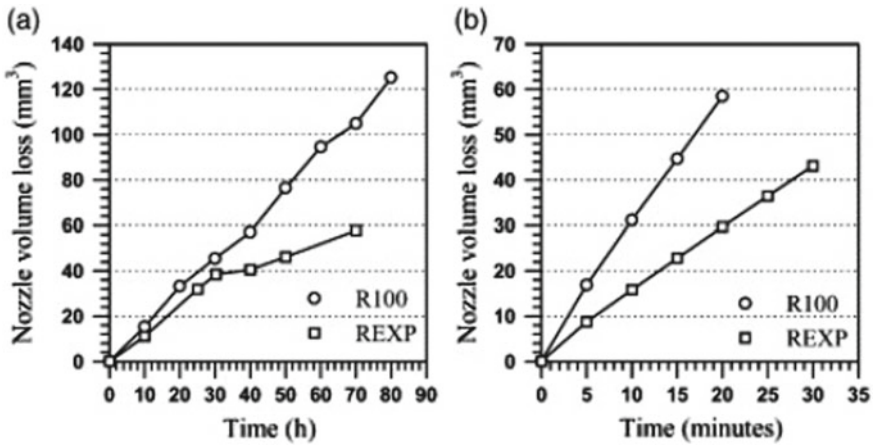 (a)
Nozzle volume loss (mm³)
140
120
100
80
60
40
20
0
0 10 20 30 40 50 60 70 80 90
Time (h)
R100
REXP
(b)
Nozzle volume loss (mm³)
70
60
50
40
30
20
10
0
0 5 10 15 20 25 30 35
Time (minutes)
R100
REXP